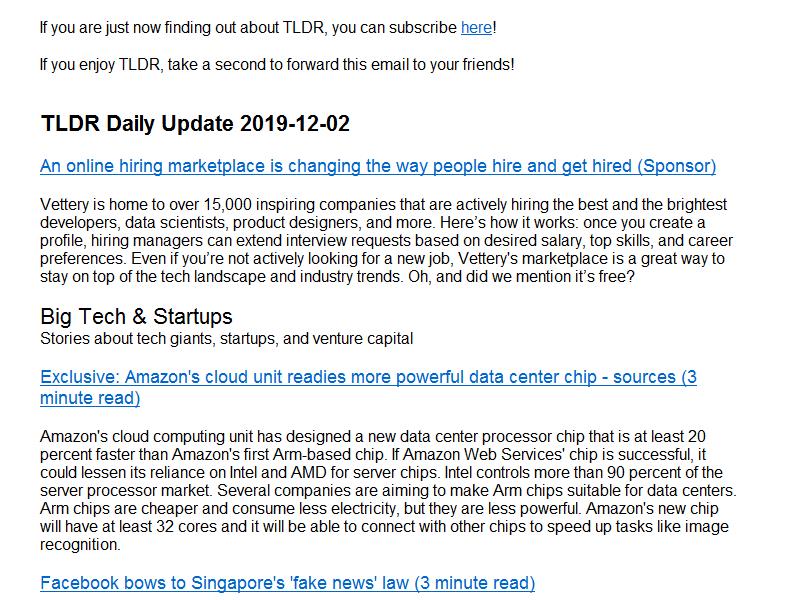 If you are just now finding out about TLDR, you can subscribe here!
If you enjoy TLDR, take a second to forward this email to your friends!
TLDR Daily Update 2019-12-02
An online hiring marketplace is changing the way people hire and get hired (Sponsor)
Vettery is home to over 15,000 inspiring companies that are actively hiring the best and the brightest
developers, data scientists, product designers, and more. Here’s how it works: once you create a
profile, hiring managers can extend interview requests based on desired salary, top skills, and career
preferences. Even if you’re not actively looking for a new job, Vettery's marketplace is a great way to
stay on top of the tech landscape and industry trends. Oh, and did we mention it’s free?
Big Tech & Startups
Stories about tech giants, startups, and venture capital
Exclusive: Amazon's cloud unit readies more powerful data center chip - sources (3
minute read)
Amazon's cloud computing unit has designed a new data center processor chip that is at least 20
percent faster than Amazon's first Arm-based chip. If Amazon Web Services' chip is successful, it
could lessen its reliance on Intel and AMD for server chips. Intel controls more than 90 percent of the
server processor market. Several companies are aiming to make Arm chips suitable for data centers.
Arm chips are cheaper and consume less electricity, but they are less powerful. Amazon's new chip
will have at least 32 cores and it will be able to connect with other chips to speed up tasks like image
recognition.
Facebook bows to Singapore's 'fake news' law (3 minute read)